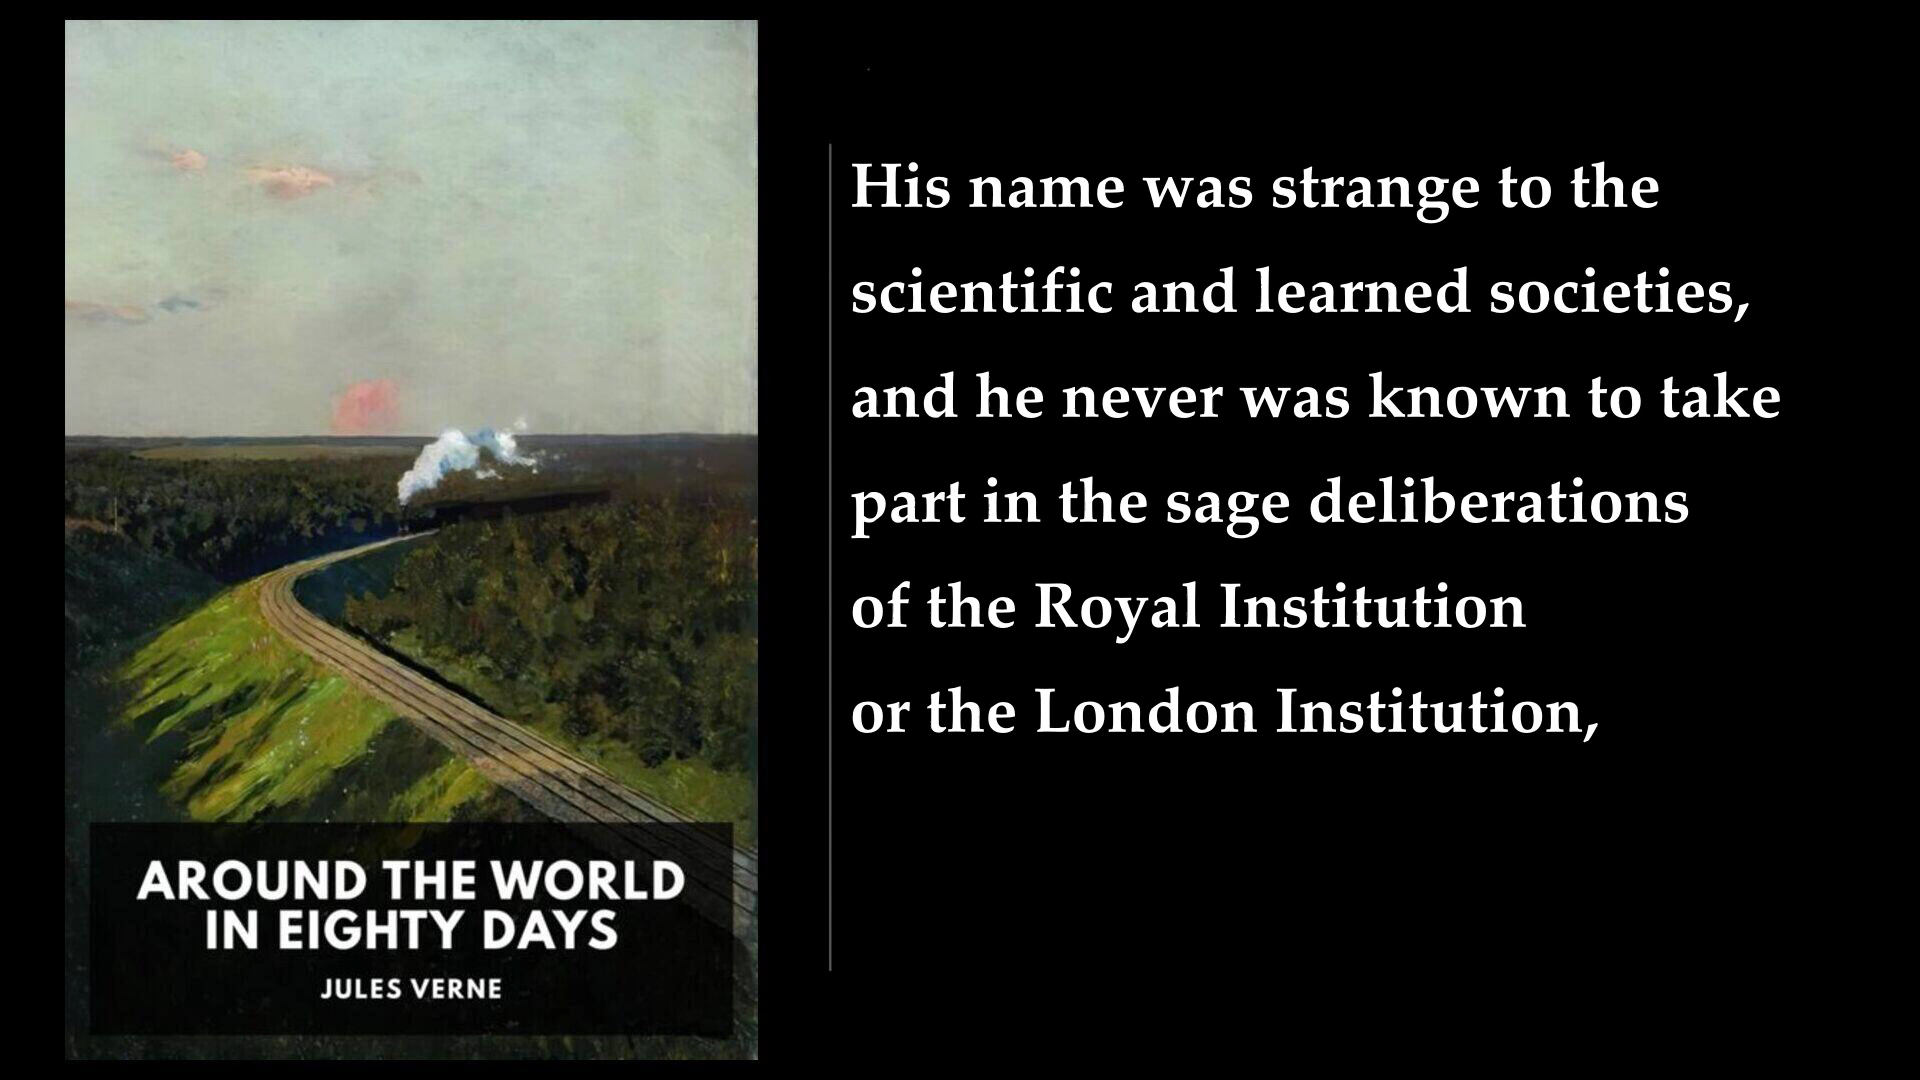 His name was strange to the
scientific and learned societies,
and he never was known to take
part in the sage deliberations
of the Royal Institution
or the London Institution,
AROUND THE WORLD
IN EIGHTY DAYS
JULES VERNE